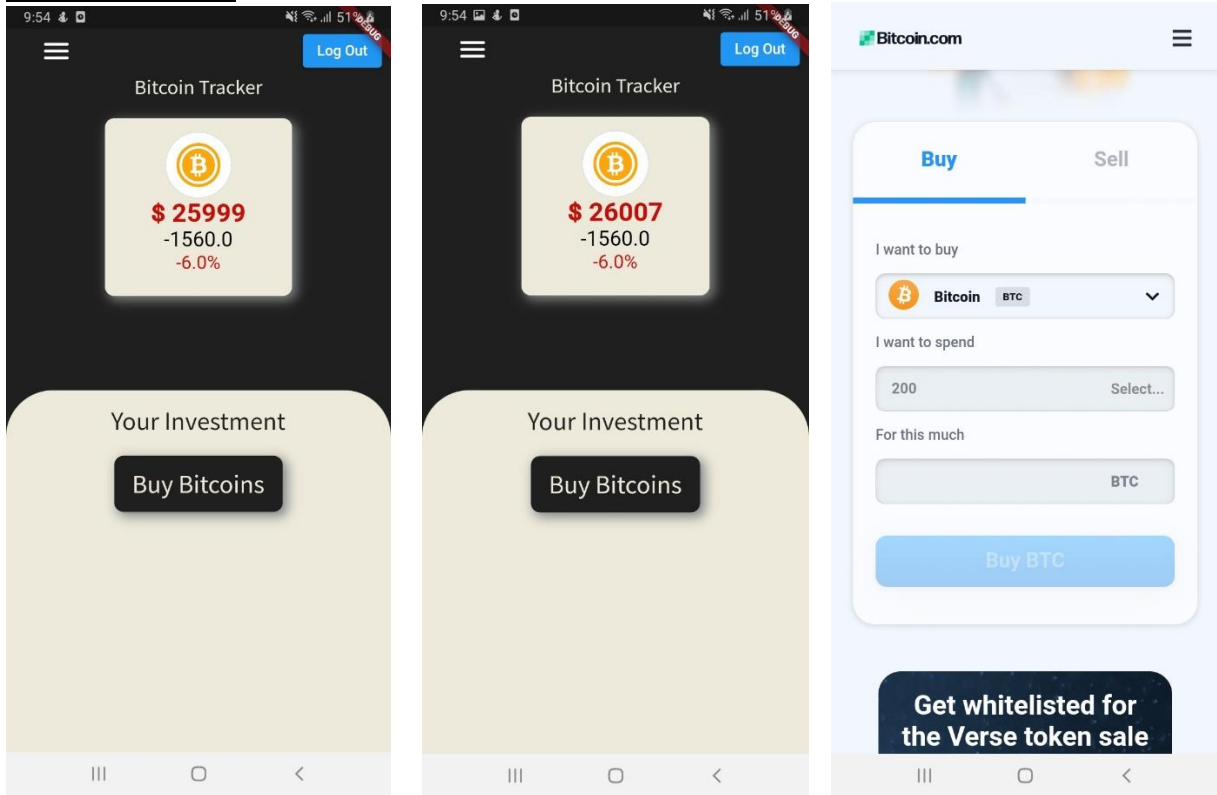 9:54 51%
DEBUG
Log Out
Bitcoin Tracker
$ 25999
-1560.0
-6.0%
Your Investment
Buy Bitcoins
9:54 51%
DEBUG
Log Out
Bitcoin Tracker
$ 26007
-1560.0
-6.0%
Your Investment
Buy Bitcoins
Bitcoin.com
Buy Sell
I want to buy
Bitcoin BTC
I want to spend
200 Select...
For this much
BTC
Buy BTC
Get whitelisted for
the Verse token sale